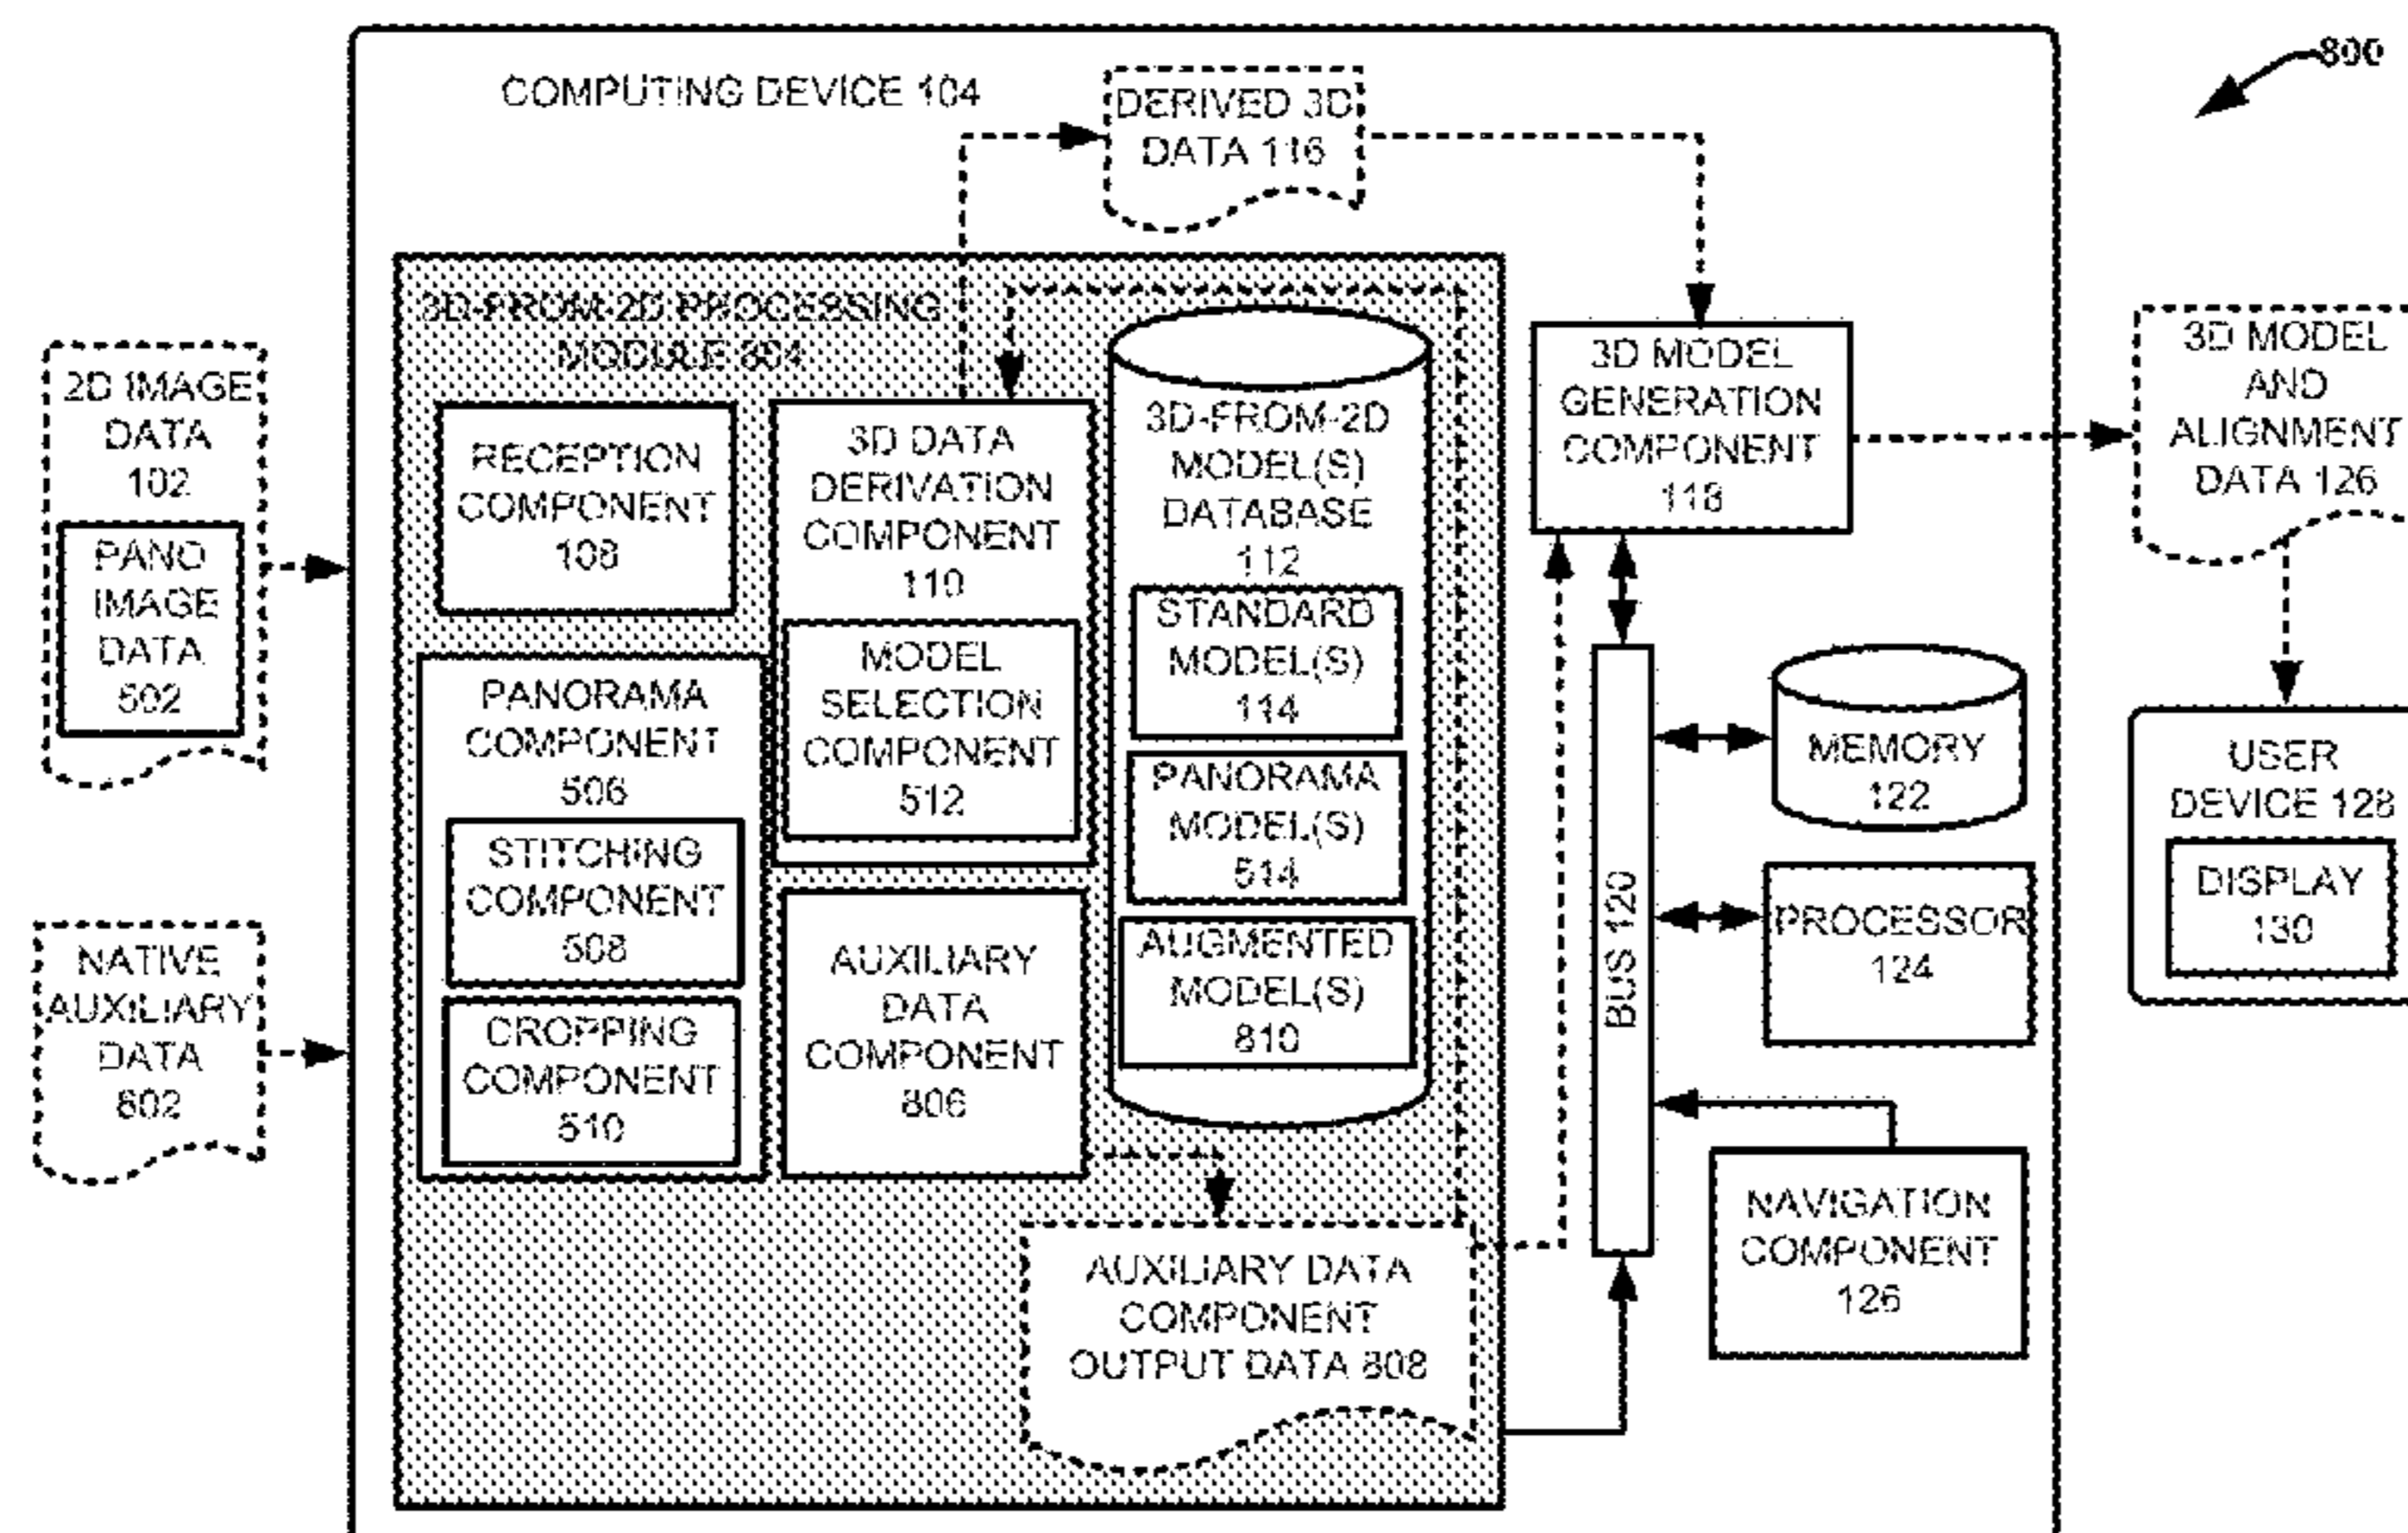 800
COMPUTING DEVICE 104
DERIVED 3D
DATA 116
3D-FROM-2D PROCESSING
MODULE 804
2D IMAGE
DATA
102
PANO
IMAGE
DATA
502
NATIVE
AUXILIARY
DATA
802
RECEPTION
COMPONENT
108
PANORAMA
COMPONENT
506
STITCHING
COMPONENT
508
CROPPING
COMPONENT
510
3D DATA
DERIVATION
COMPONENT
110
MODEL
SELECTION
COMPONENT
512
AUXILIARY
DATA
COMPONENT
806
3D-FROM-2D
MODEL(S)
DATABASE
112
STANDARD
MODEL(S)
114
PANORAMA
MODEL(S)
514
AUGMENTED
MODEL(S)
810
AUXILIARY DATA
COMPONENT
OUTPUT DATA 808
3D MODEL
GENERATION
COMPONENT
118
BUS 120
MEMORY
122
PROCESSOR
124
NAVIGATION
COMPONENT
126
3D MODEL
AND
ALIGNMENT
DATA 126
USER
DEVICE 128
DISPLAY
130